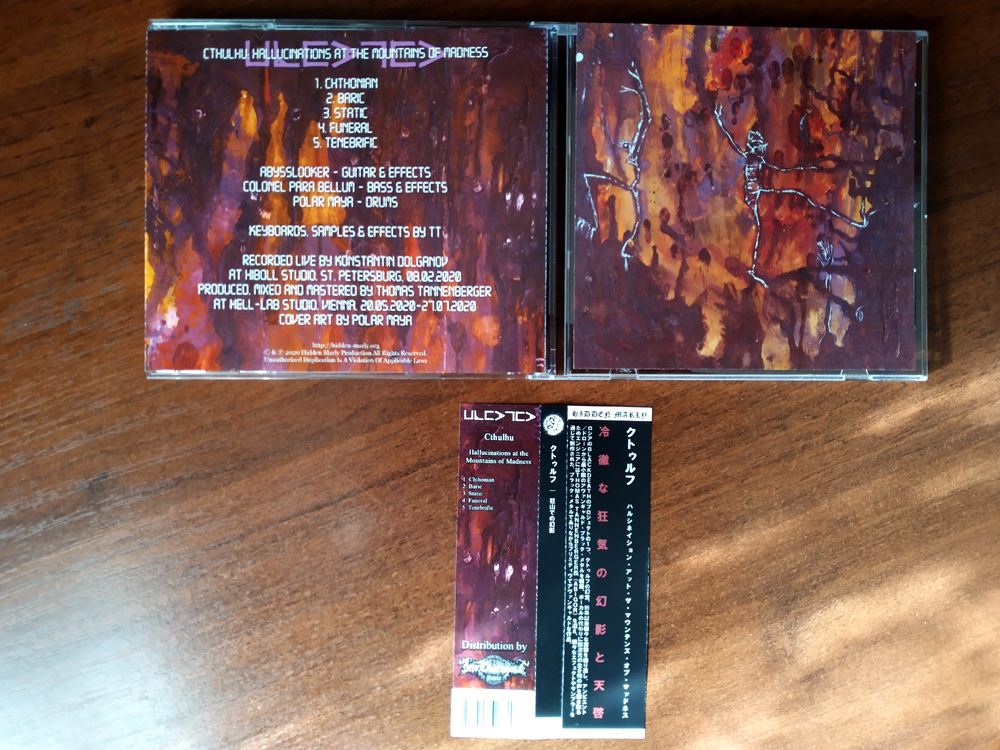 CTHULHU: HALLUCINATIONS AT THE MOUNTAINS OF MADNESS
1. CHTHONIAN
2. BARIC
3. STATIC
4. FUNERAL
5. TENEBRIFIC
ABYSSLOOKER - GUITAR & EFFECTS
COLONEL PARA BELLUM - BASS & EFFECTS
POLAR MAYA - DRUMS
KEYBOARDS, SAMPLES & EFFECTS BY TT
RECORDED LIVE BY KONSTANTIN DOLGANOV
AT HIBOLL STUDIO, ST. PETERSBURG, 08.02.2020
PRODUCED, MIXED AND MASTERED BY THOMAS TANNENBERGER
AT HELL-LAB STUDIO, VIENNA, 20.05.2020-27.07.2020
COVER ART BY POLAR MAYA
http://hidden-marly.org
© & ℗ 2020 Hidden Marly Production All Rights Reserved.
Unauthorized Duplication Is A Violation Of Applicable Laws
Cthulhu
Hallucinations at the
Mountains of Madness
1 Chthonian
2 Baric
3 Static
4 Funeral
5 Tenebrific
Distribution by
クトゥルフ ー 狂山での幻影
HIDDEN MARLY
クトゥルフ ハルシネイション・アット・ザ・マウンテンズ・オブ・マッドネス
冷徹な狂気の幻影と天啓